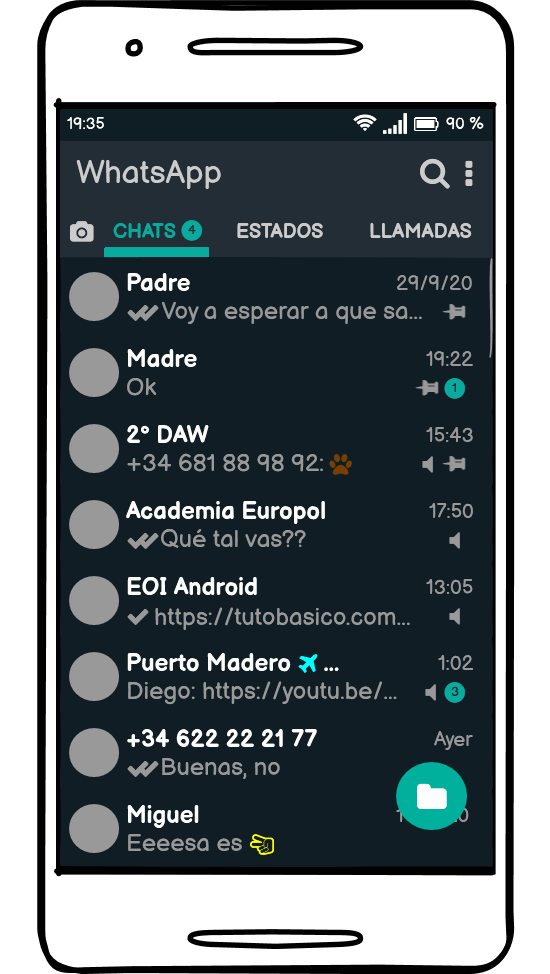 19:35 90 %
WhatsApp
CHATS 4 ESTADOS LLAMADAS
Padre 29/9/20
Voy a esperar a que sa...
Madre 19:22
Ok 1
2° DAW 15:43
+34 681 88 98 92:
Academia Europol 17:50
Qué tal vas??
EOI Android 13:05
https://tutobasico.com...
Puerto Madero ✈ ... 1:02
Diego: https://youtu.be/... 3
+34 622 22 21 77 Ayer
Buenas, no
Miguel
Eeeesa es